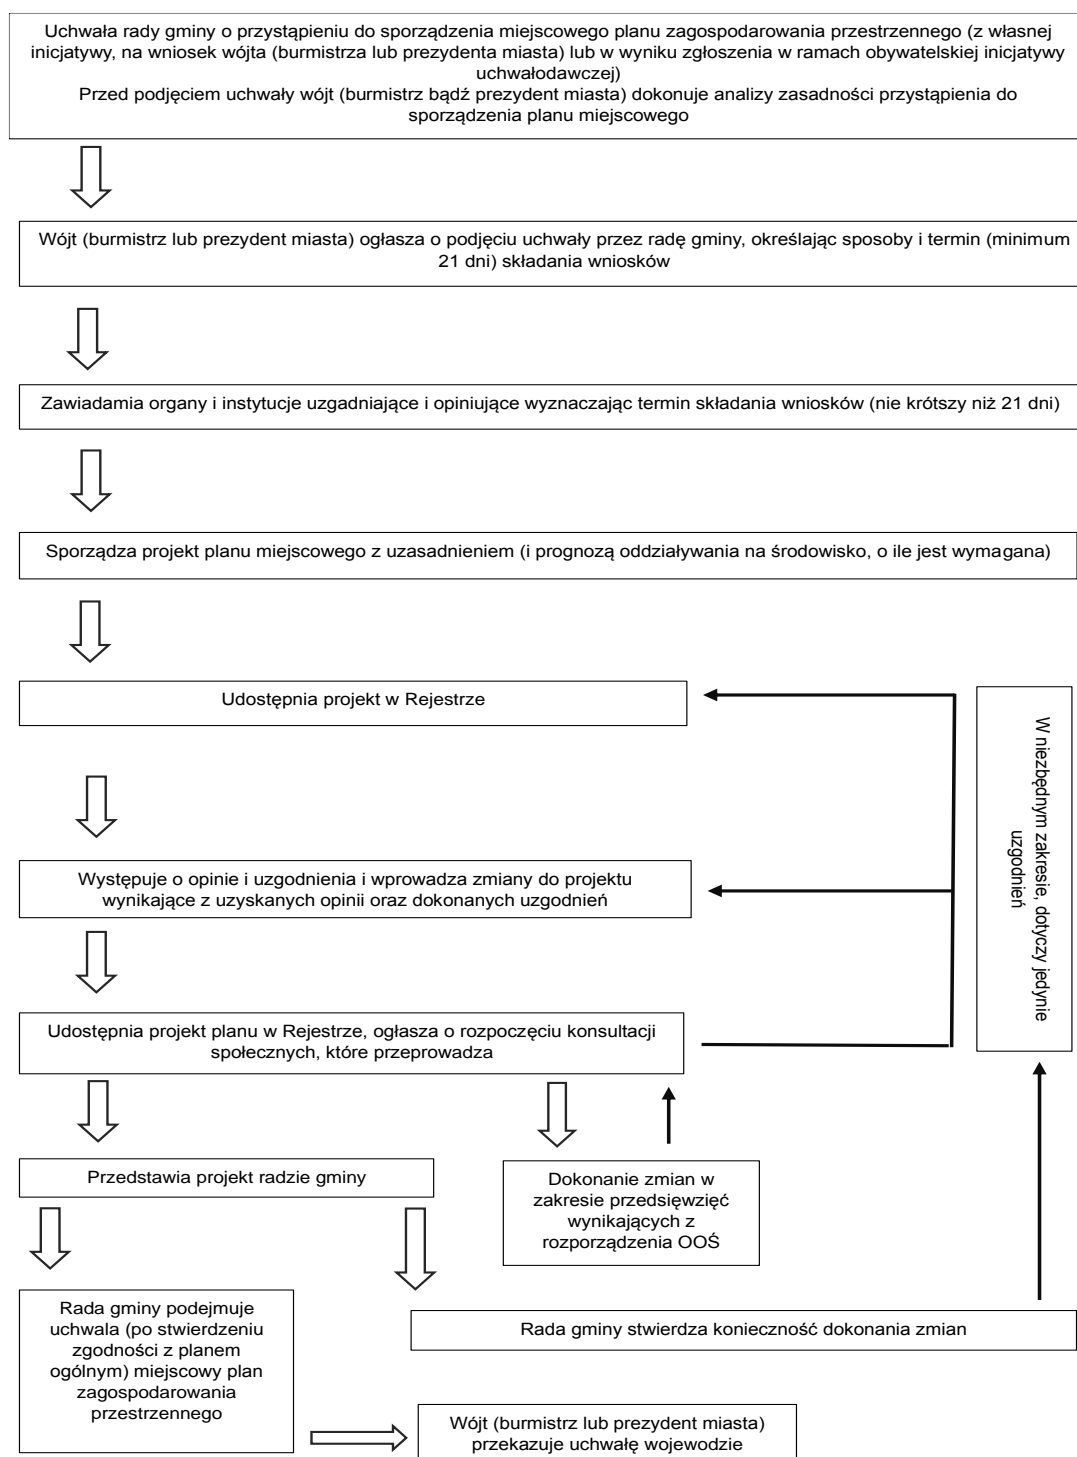 Uchwała rady gminy o przystąpieniu do sporządzenia miejscowego planu zagospodarowania przestrzennego (z własnej
inicjatywy, na wniosek wójta (burmistrza lub prezydenta miasta) lub w wyniku zgłoszenia w ramach obywatelskiej inicjatywy
uchwałodawczej)
Przed podjęciem uchwały wójt (burmistrz bądź prezydent miasta) dokonuje analizy zasadności przystąpienia do
sporządzenia planu miejscowego
Wójt (burmistrz lub prezydent miasta) ogłasza o podjęciu uchwały przez radę gminy, określając sposoby i termin (minimum
21 dni) składania wniosków
Zawiadamia organy i instytucje uzgadniające i opiniujące wyznaczając termin składania wniosków (nie krótszy niż 21 dni)
Sporządza projekt planu miejscowego z uzasadnieniem (i prognozą oddziaływania na środowisko, o ile jest wymagana)
Udostępnia projekt w Rejestrze
W niezbędnym zakresie, dotyczy jedynie
uzgodnień
Występuje o opinie i uzgodnienia i wprowadza zmiany do projektu
wynikające z uzyskanych opinii oraz dokonanych uzgodnień
Udostępnia projekt planu w Rejestrze, ogłasza o rozpoczęciu konsultacji
społecznych, które przeprowadza
Przedstawia projekt radzie gminy
Dokonanie zmian w
zakresie przedsięwzięć
wynikających z
rozporządzenia OOŚ
Rada gminy podejmuje
uchwala (po stwierdzeniu
zgodności z planem
ogólnym) miejscowy plan
zagospodarowania
przestrzennego
Rada gminy stwierdza konieczność dokonania zmian
Wójt (burmistrz lub prezydent miasta)
przekazuje uchwałę wojewodzie